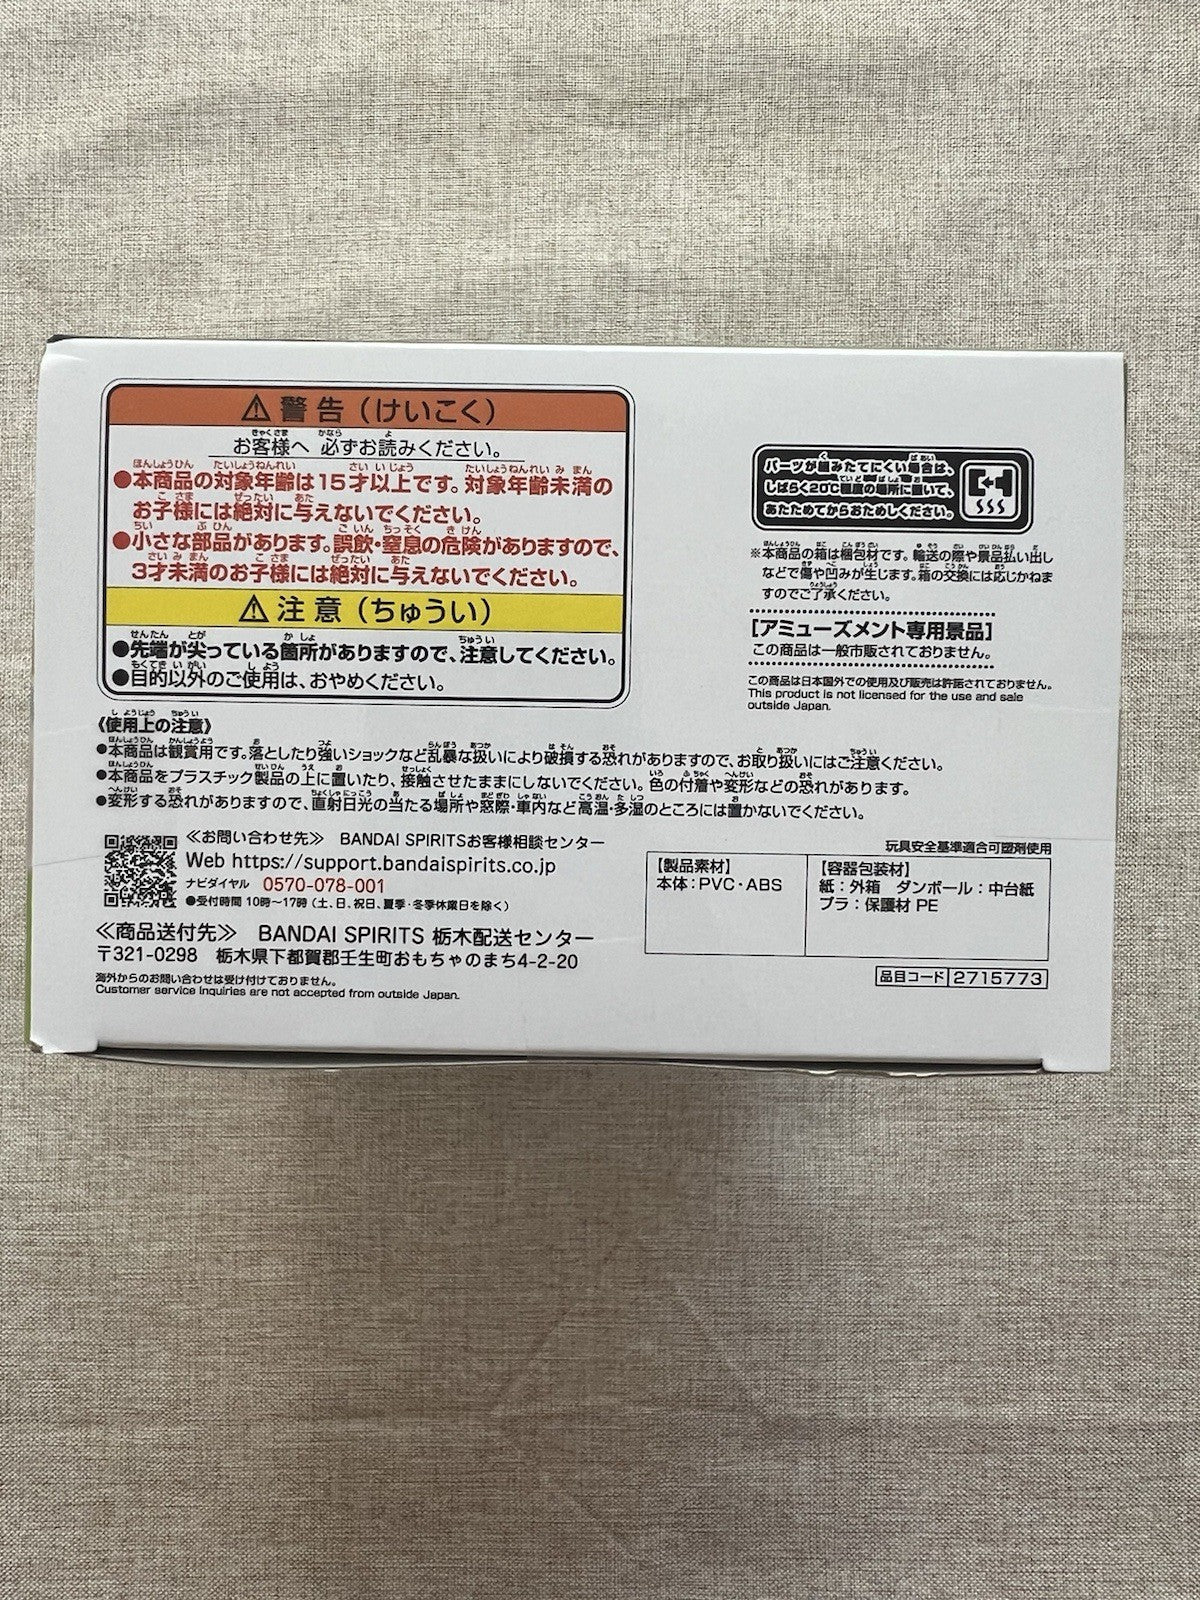 ⚠警告（けいこく）
お客様へ 必ずお読みください。
●本商品の対象年齢は15才以上です。対象年齢未満の
お子様には絶対に与えないでください。
●小さな部品があります。誤飲・窒息の危険がありますので、
3才未満のお子様には絶対に与えないでください。
⚠注意（ちゅうい）
●先端が尖っている箇所がありますので、注意してください。
●目的以外のご使用は、おやめください。
パーツが組みたてにくい場合は、
しばらく20℃程度の場所に置いて、
あたためてからおためしください。
※本商品の箱は梱包材です。輸送の際や景品払い出し
などで傷や凹みが生じます。箱の交換には応じかねま
すのでご了承ください。
[アミューズメント専用景品]
この商品は一般市販されておりません。
この商品は日本国外での使用及び販売は許諾されておりません。
This product is not licensed for the use and sale
outside Japan.
《使用上の注意》
●本商品は観賞用です。落としたり強いショックなど乱暴な扱いにより破損する恐れがありますので、お取り扱いにはご注意ください。
●本商品をプラスチック製品の上に置いたり、接触させたままにしないでください。色の付着や変形などの恐れがあります。
●変形する恐れがありますので、直射日光の当たる場所や窓際・車内など高温・多湿のところには置かないでください。
≪お問い合わせ先≫ BANDAI SPIRITSお客様相談センター
Web https://support.bandaispirits.co.jp
ナビダイヤル 0570-078-001
●受付時間 10時〜17時（土、日、祝日、夏季・冬季休業日を除く）
≪商品送付先≫ BANDAI SPIRITS 栃木配送センター
〒321-0298 栃木県下都賀郡壬生町おもちゃのまち4-2-20
海外からのお問い合わせは受け付けておりません。
Customer service inquiries are not accepted from outside Japan.
玩具安全基準適合可塑剤使用
【製品素材】
本体：PVC・ABS
【容器包装材】
紙：外箱 ダンボール：中台紙
プラ：保護材 PE
品目コード 2715773